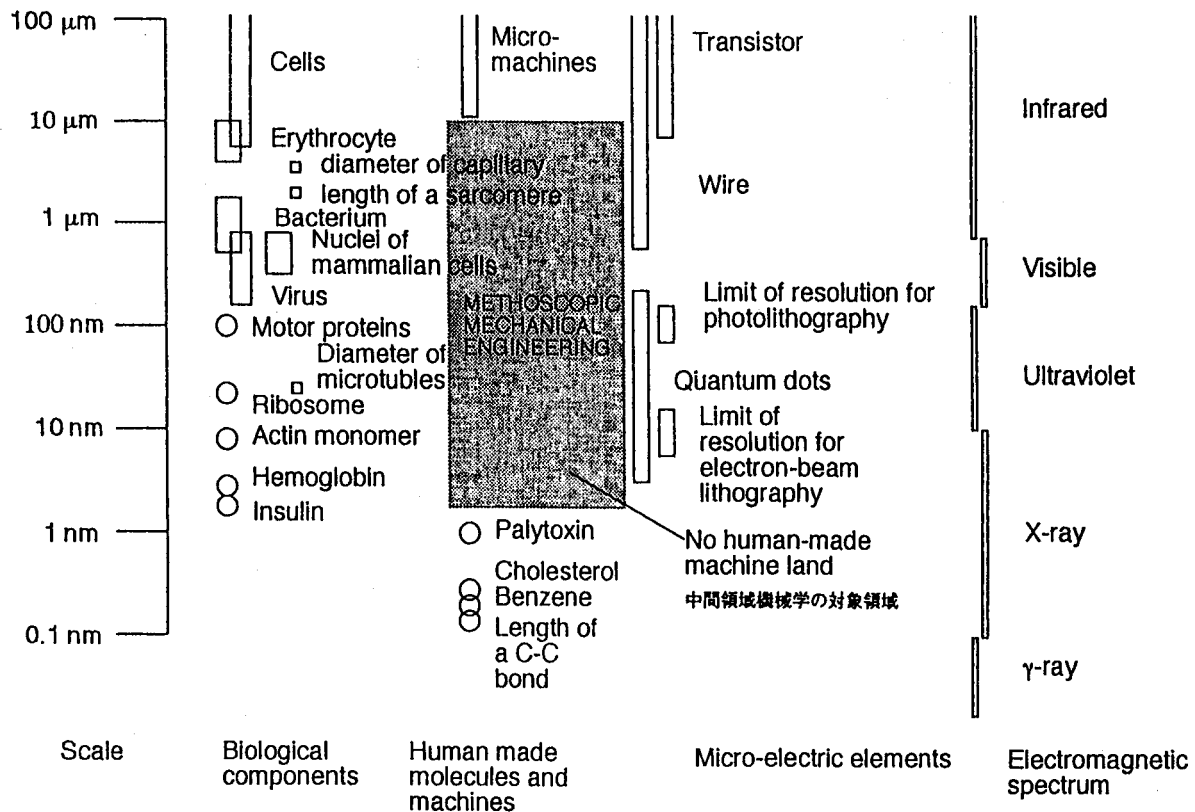 100 μm
10 μm
1 μm
100 nm
10 nm
1 nm
0.1 nm
Scale
Cells
Erythrocyte
diameter of capillary
length of a sarcomere
Bacterium
Nuclei of
mammalian cells
Virus
Motor proteins
Diameter of
microtubles
Ribosome
Actin monomer
Hemoglobin
Insulin
Biological
components
Micro-
machines
METHOSCOPIC
MECHANICAL
ENGINEERING
Palytoxin
Cholesterol
Benzene
Length of
a C-C
bond
Human made
molecules and
machines
Transistor
Wire
Limit of resolution for
photolithography
Quantum dots
Limit of
resolution for
electron-beam
lithography
No human-made
machine land
中間領域機械学の対象領域
Micro-electric elements
Infrared
Visible
Ultraviolet
X-ray
γ-ray
Electromagnetic
spectrum